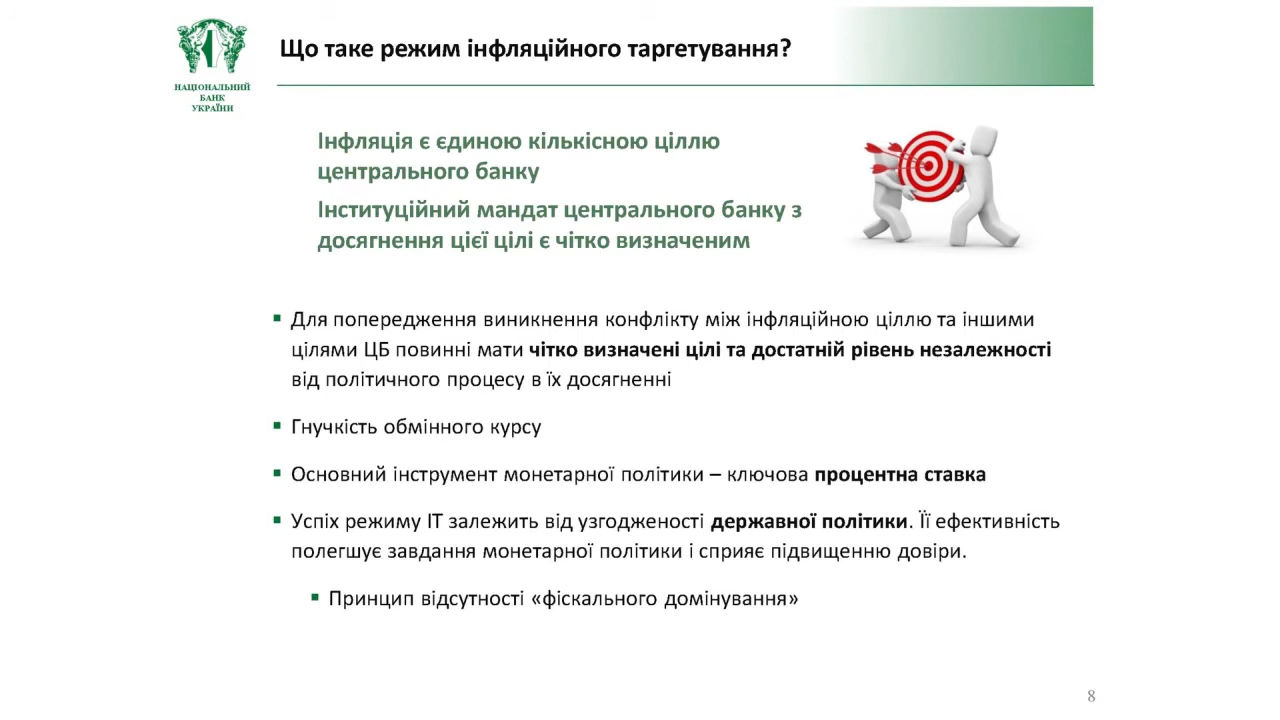 НАЦІОНАЛЬНИЙ
БАНК
УКРАЇНИ
Що таке режим інфляційного таргетування?
Інфляція є єдиною кількісною ціллю
центрального банку
Інституційний мандат центрального банку з
досягнення цієї цілі є чітко визначеним
▪ Для попередження виникнення конфлікту між інфляційною ціллю та іншими
цілями ЦБ повинні мати чітко визначені цілі та достатній рівень незалежності
від політичного процесу в їх досягненні
▪ Гнучкість обмінного курсу
▪ Основний інструмент монетарної політики – ключова процентна ставка
▪ Успіх режиму ІТ залежить від узгодженості державної політики. Її ефективність
полегшує завдання монетарної політики і сприяє підвищенню довіри.
▪ Принцип відсутності «фіскального домінування»
8